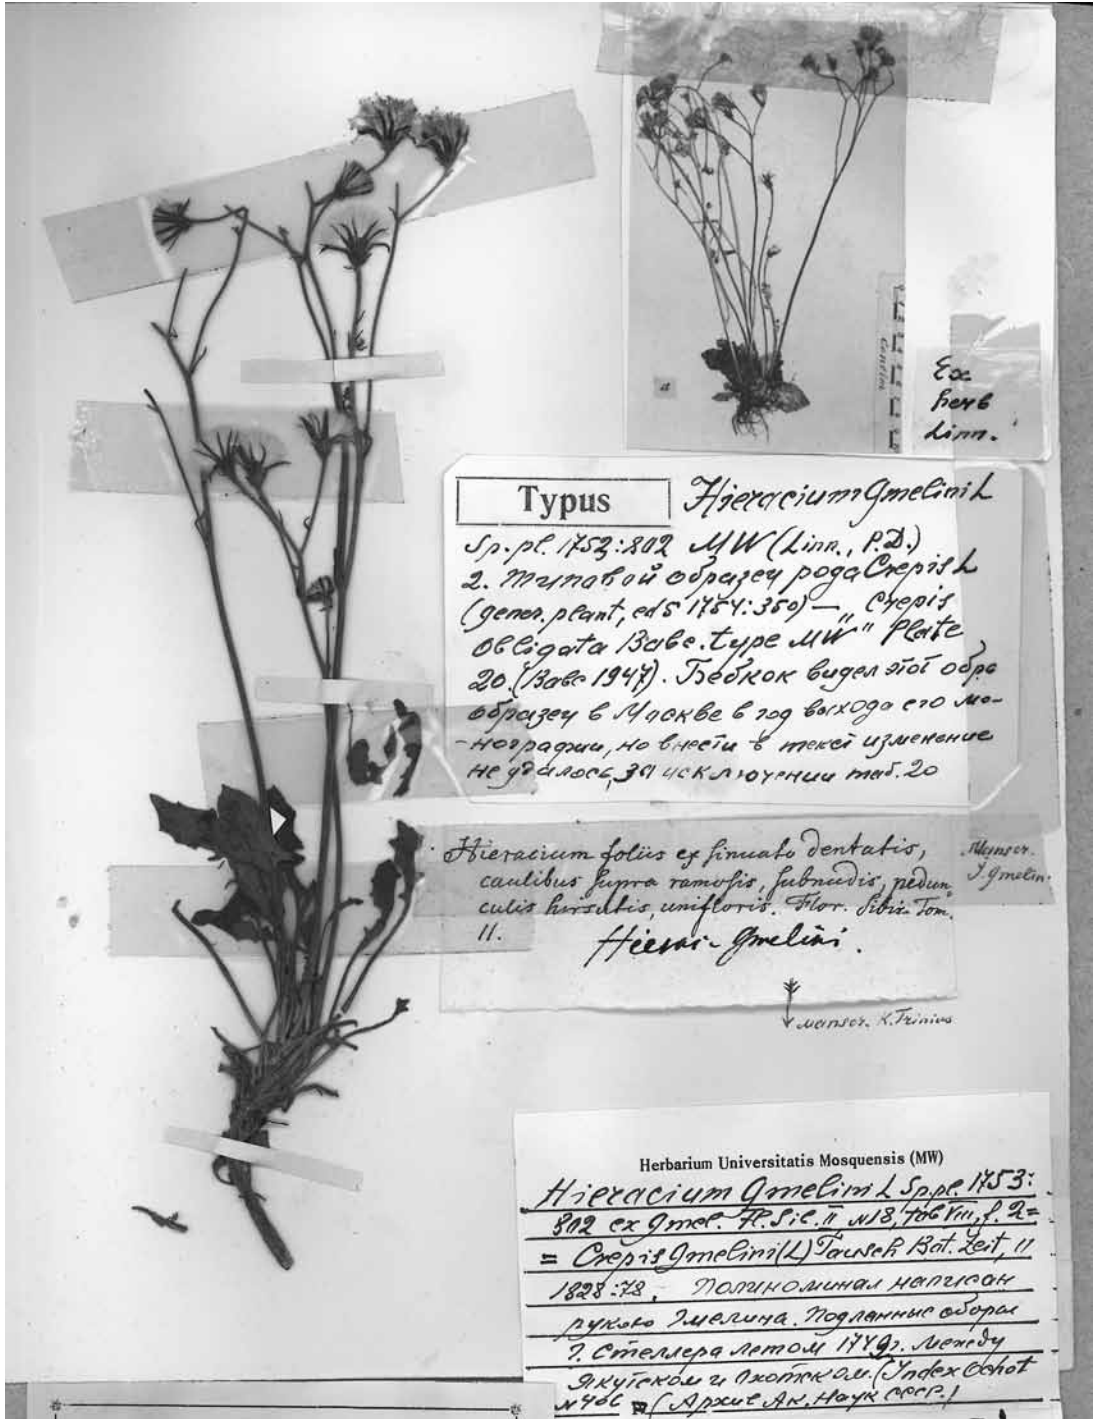 Ex
herb
Linn.
a
Typus Hieracium Gmelini L
Sp. pl. 1753:802 MW (Linn., P.D.)
2. Типовой образец рода Crepis L
(gener. plant, ed 5 1754:350) — „Crepis
obligata Babc. type MW" Plate
20. (Babc 1947). Бебкок видел этот обра
образец в Москве в год выхода его мо-
-нографии, но внести в текст изменение
не удалось, за исключении таб. 20
Hieracium foliis ex sinuato dentatis,
caulibus supra ramosis, subnudis, pedun-
culis hirsutis, unifloris. Flor. Sibir. Tom.
II.
Hierac. Gmelini.
Manscr.
J. Gmelin.
manscr. K. Trinius
Herbarium Universitatis Mosquensis (MW)
Hieracium Gmelini L Sp. pl. 1753:
802 ex Gmel. Fl. Sib. II N18, tab VIII, f. 2=
= Crepis Gmelini (L) Tausch Bot. Zeit, 11
1828:78. Полиноминал написан
рукою Гмелина. Подлинные сборы
Г. Стеллера летом 174 г. между
Якутском и Охотском. (Index Ochot
N 406 (Архив Ак. Наук СССР.)